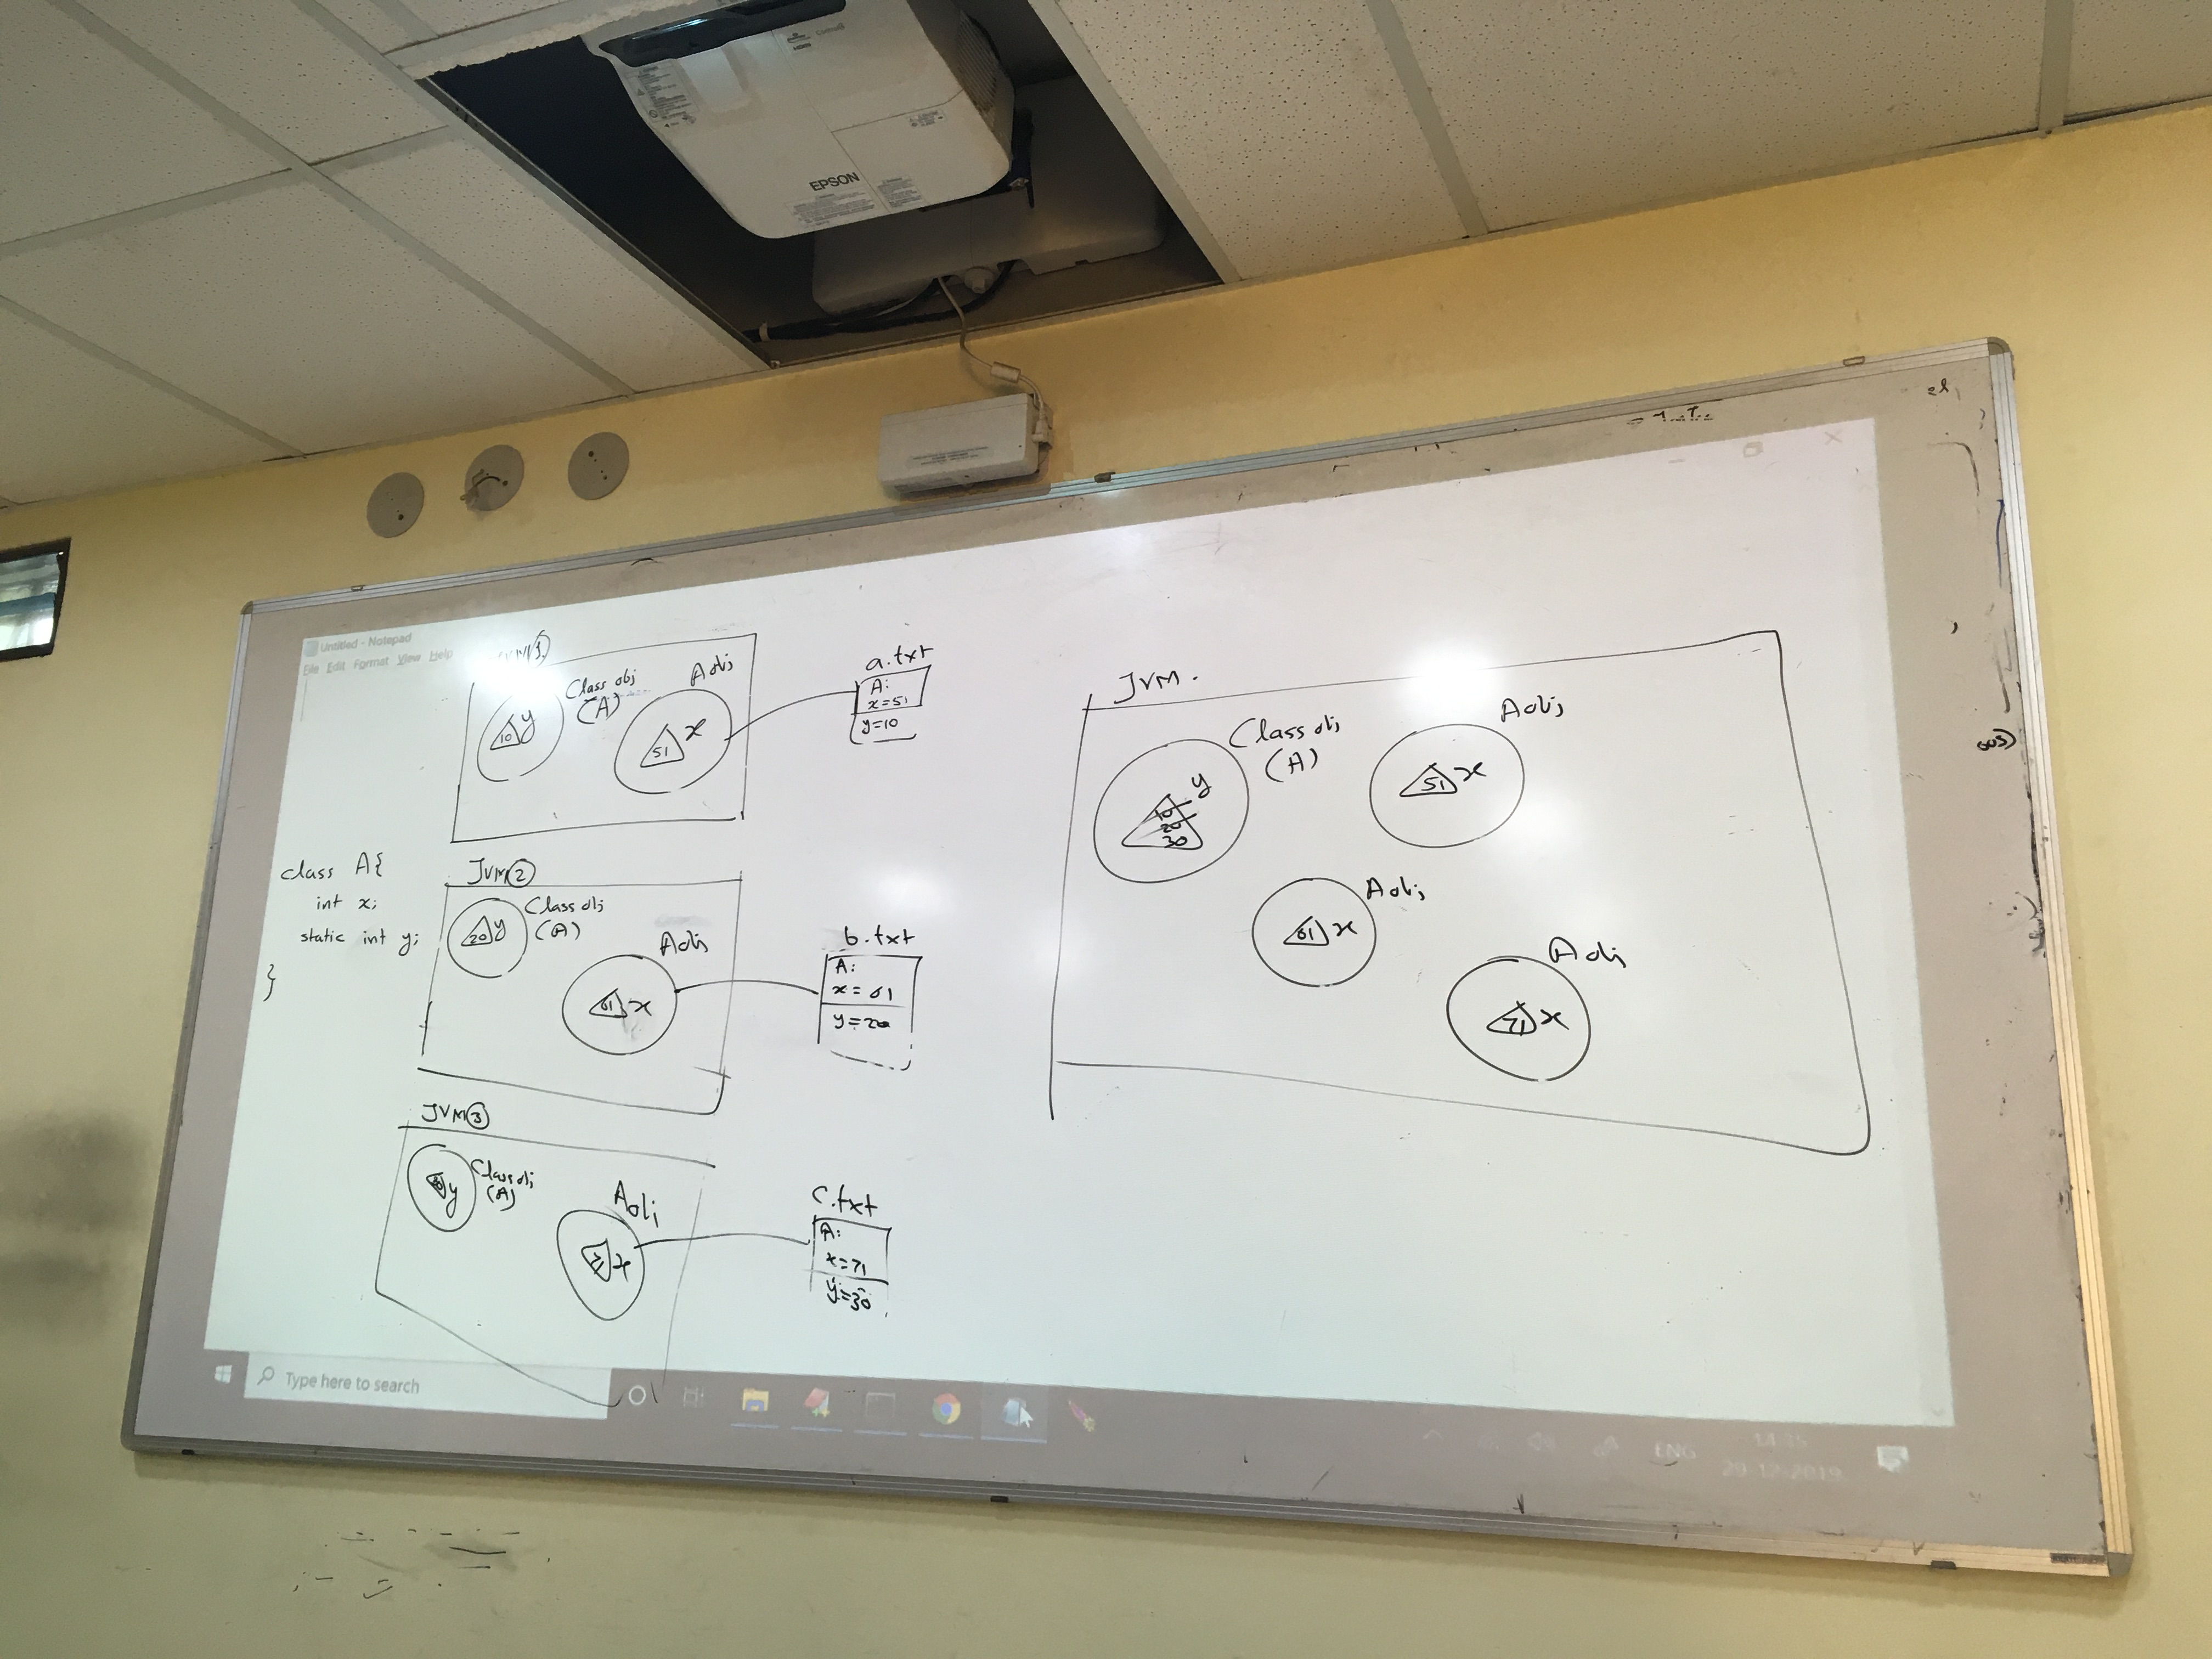 EPSON
Untitled - Notepad
File Edit Format View Help
Class obj
(A)
A obj
10 y
51 x
a.txt
A:
x=51
y=10
class A{
int x;
static int y;
}
JVM 2
Class obj
(A)
A obj
20 y
61 x
b.txt
A:
x=61
y=20
JVM 3
Class obj
(A)
A obj
y
71 x
c.txt
A:
x=71
y=30
JVM.
Class obj
(A)
y
10
20
30
A obj
51 x
A obj
61 x
A obj
71 x
Type here to search
ENG